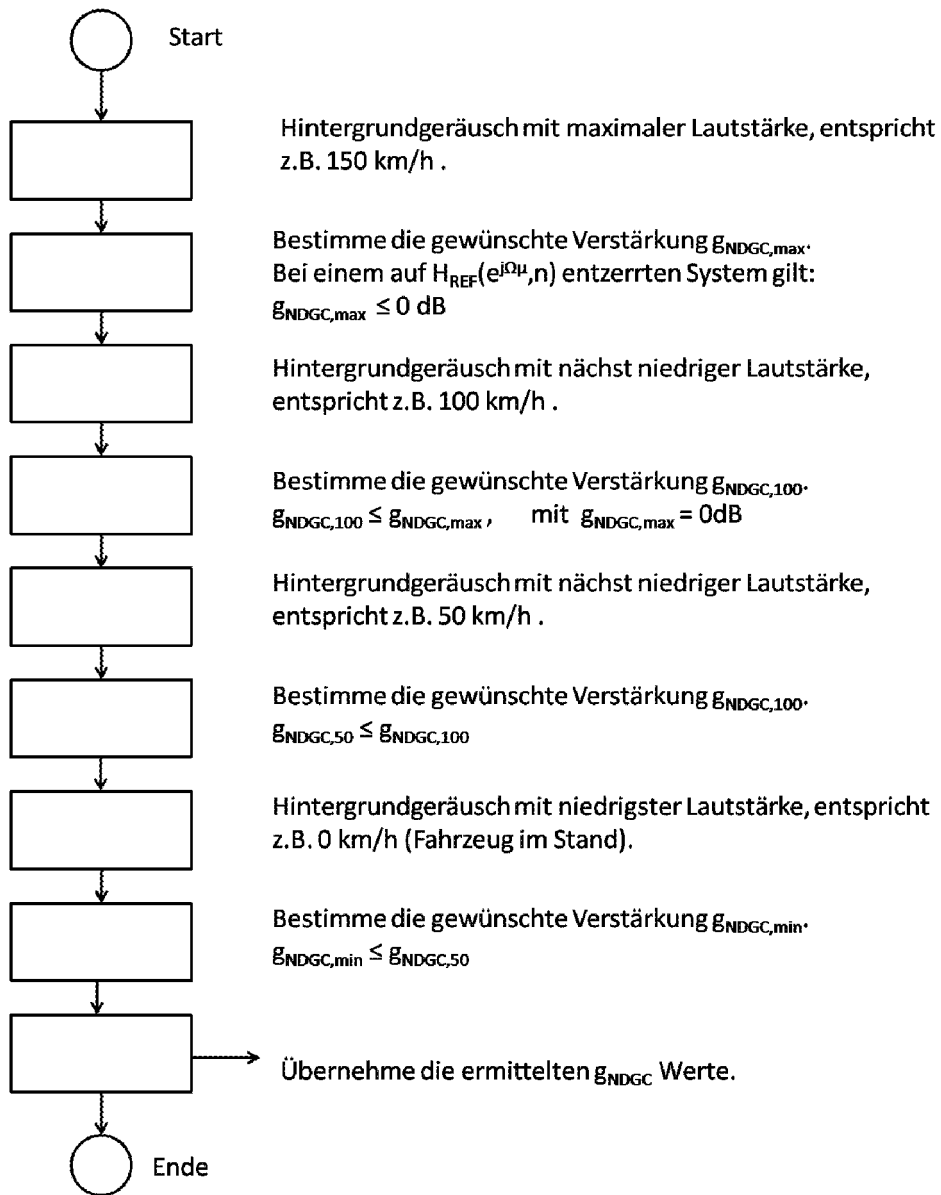 Start
Hintergrundgeräusch mit maximaler Lautstärke, entspricht
z.B. 150 km/h .
Bestimme die gewünschte Verstärkung g_NDGC,max.
Bei einem auf H_REF(e^jΩμ,n) entzerrten System gilt:
g_NDGC,max ≤ 0 dB
Hintergrundgeräusch mit nächst niedriger Lautstärke,
entspricht z.B. 100 km/h .
Bestimme die gewünschte Verstärkung g_NDGC,100.
g_NDGC,100 ≤ g_NDGC,max , mit g_NDGC,max = 0dB
Hintergrundgeräusch mit nächst niedriger Lautstärke,
entspricht z.B. 50 km/h .
Bestimme die gewünschte Verstärkung g_NDGC,100.
g_NDGC,50 ≤ g_NDGC,100
Hintergrundgeräusch mit niedrigster Lautstärke, entspricht
z.B. 0 km/h (Fahrzeug im Stand).
Bestimme die gewünschte Verstärkung g_NDGC,min.
g_NDGC,min ≤ g_NDGC,50
Übernehme die ermittelten g_NDGC Werte.
Ende